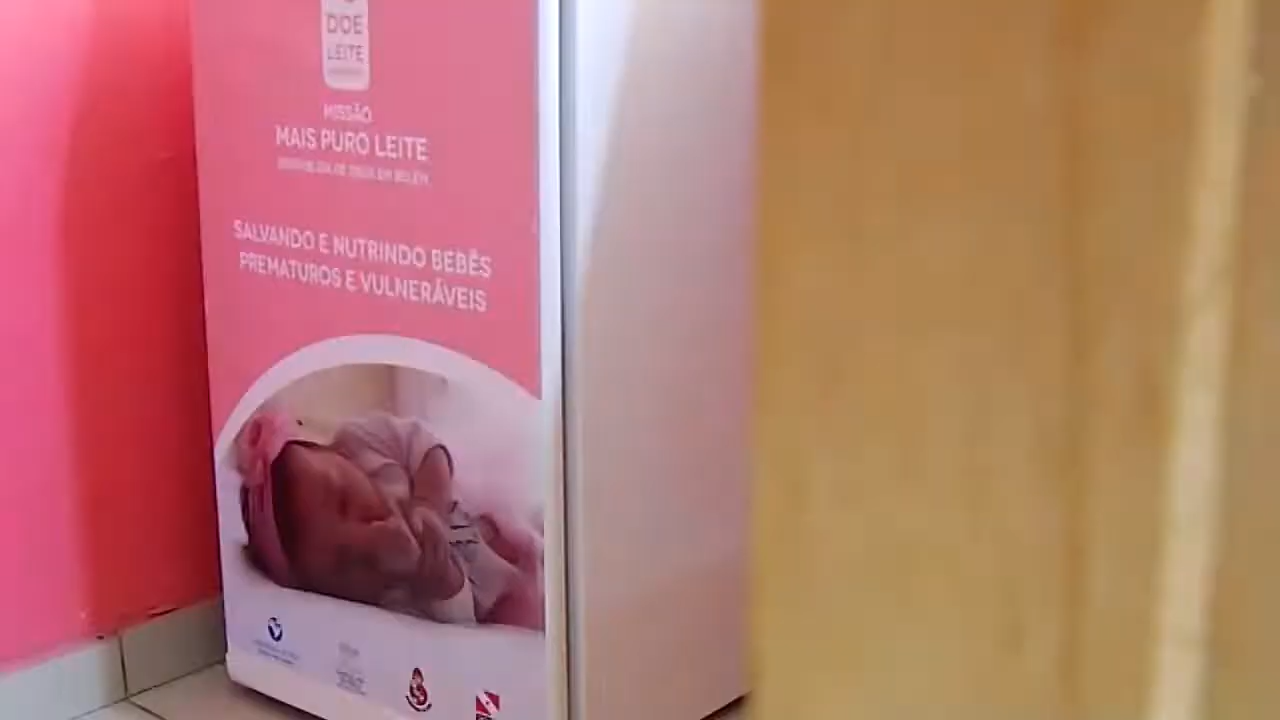 DOE
LEITE
MISSÃO
MAIS PURO LEITE
SALVANDO E NUTRINDO BEBÊS
PREMATUROS E VULNERÁVEIS